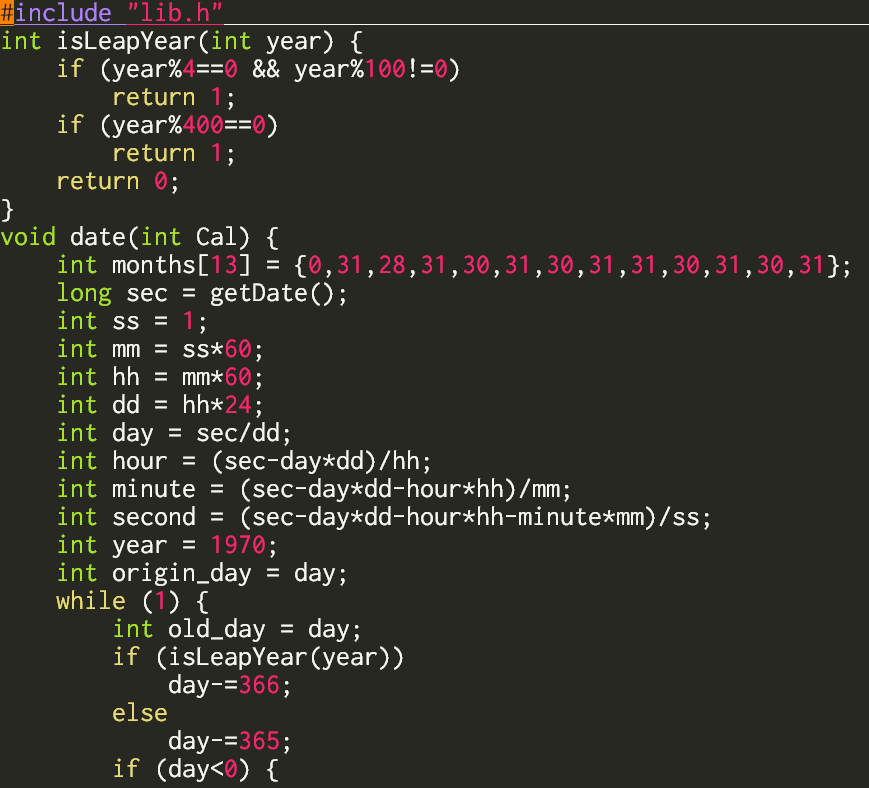 #include "lib.h"
int isLeapYear(int year) {
    if (year%4==0 && year%100!=0)
        return 1;
    if (year%400==0)
        return 1;
    return 0;
}
void date(int Cal) {
    int months[13] = {0,31,28,31,30,31,30,31,31,30,31,30,31};
    long sec = getDate();
    int ss = 1;
    int mm = ss*60;
    int hh = mm*60;
    int dd = hh*24;
    int day = sec/dd;
    int hour = (sec-day*dd)/hh;
    int minute = (sec-day*dd-hour*hh)/mm;
    int second = (sec-day*dd-hour*hh-minute*mm)/ss;
    int year = 1970;
    int origin_day = day;
    while (1) {
        int old_day = day;
        if (isLeapYear(year))
            day-=366;
        else
            day-=365;
        if (day<0) {